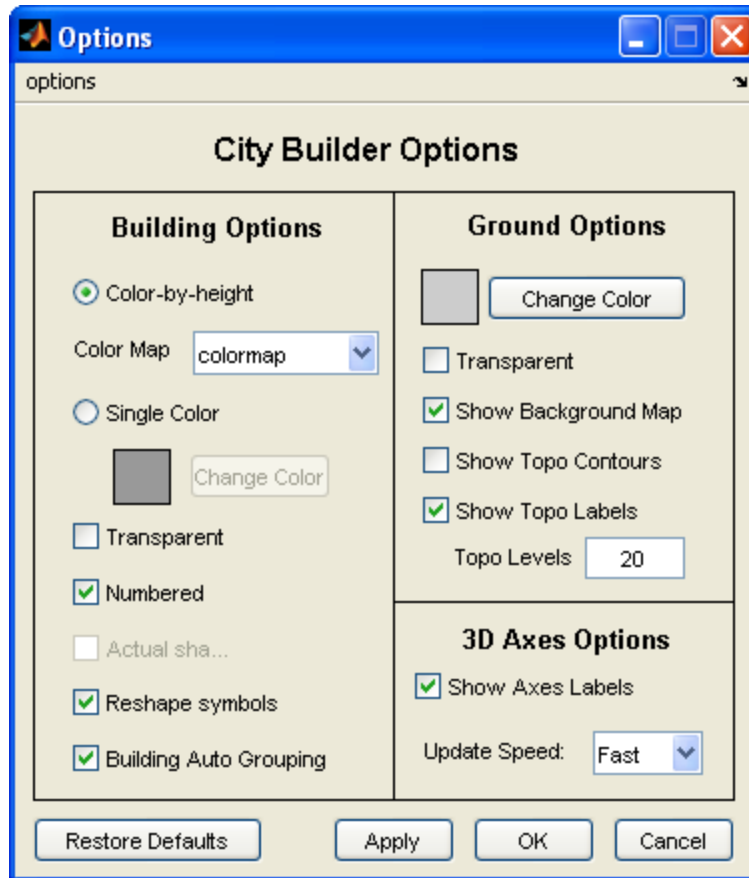 Options
options
City Builder Options
Building Options
Color-by-height
Color Map colormap
Single Color
Change Color
Transparent
Numbered
Actual sha...
Reshape symbols
Building Auto Grouping
Ground Options
Change Color
Transparent
Show Background Map
Show Topo Contours
Show Topo Labels
Topo Levels 20
3D Axes Options
Show Axes Labels
Update Speed: Fast
Restore Defaults Apply OK Cancel